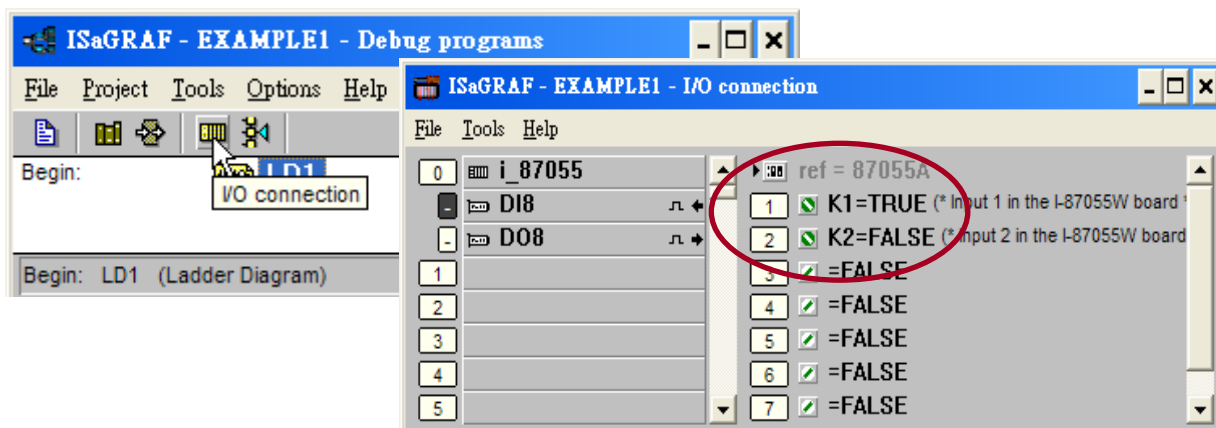 ISaGRAF - EXAMPLE1 - Debug programs
File Project Tools Options Help
Begin: LD1
I/O connection
Begin: LD1 (Ladder Diagram)
ISaGRAF - EXAMPLE1 - I/O connection
File Tools Help
0 i_87055
- DI8
- DO8
1
2
3
4
5
ref = 87055A
1 K1=TRUE (* Input 1 in the I-87055W board
2 K2=FALSE (* Input 2 in the I-87055W board
3 =FALSE
4 =FALSE
5 =FALSE
6 =FALSE
7 =FALSE